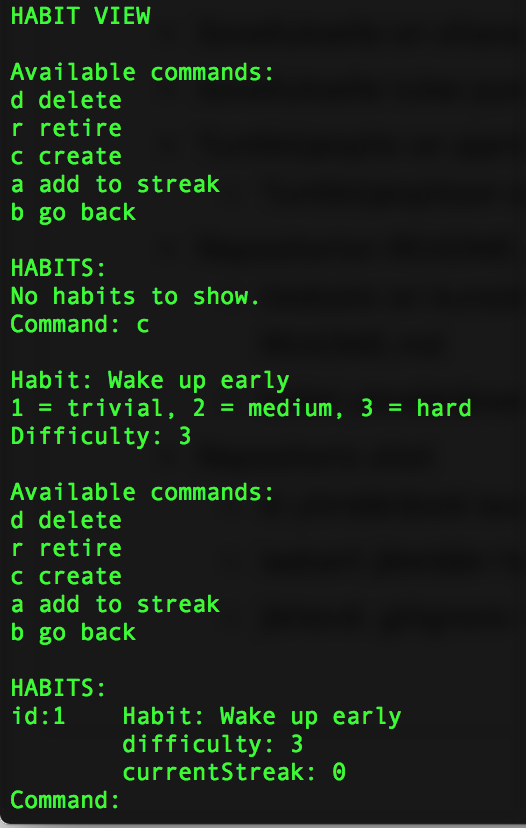 HABIT VIEW
Available commands:
d delete
r retire
c create
a add to streak
b go back
HABITS:
No habits to show.
Command: c
Habit: Wake up early
1 = trivial, 2 = medium, 3 = hard
Difficulty: 3
Available commands:
d delete
r retire
c create
a add to streak
b go back
HABITS:
id:1    Habit: Wake up early
        difficulty: 3
        currentStreak: 0
Command: